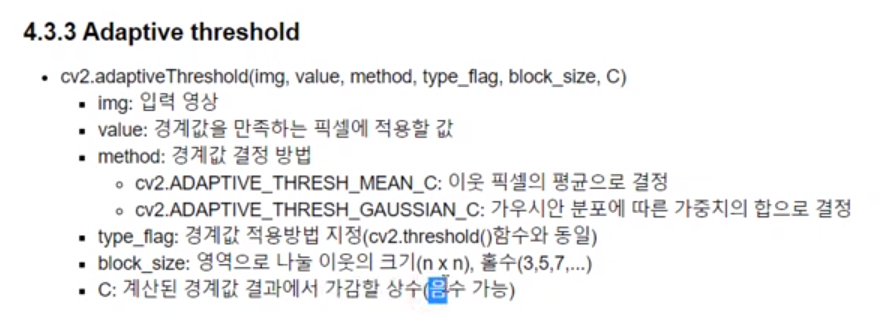 4.3.3 Adaptive threshold
• cv2.adaptiveThreshold(img, value, method, type_flag, block_size, C)
▪ img: 입력 영상
▪ value: 경계값을 만족하는 픽셀에 적용할 값
▪ method: 경계값 결정 방법
◦ cv2.ADAPTIVE_THRESH_MEAN_C: 이웃 픽셀의 평균으로 결정
◦ cv2.ADAPTIVE_THRESH_GAUSSIAN_C: 가우시안 분포에 따른 가중치의 합으로 결정
▪ type_flag: 경계값 적용방법 지정(cv2.threshold()함수와 동일)
▪ block_size: 영역으로 나눌 이웃의 크기(n x n), 홀수(3,5,7,...)
▪ C: 계산된 경계값 결과에서 가감할 상수(음수 가능)